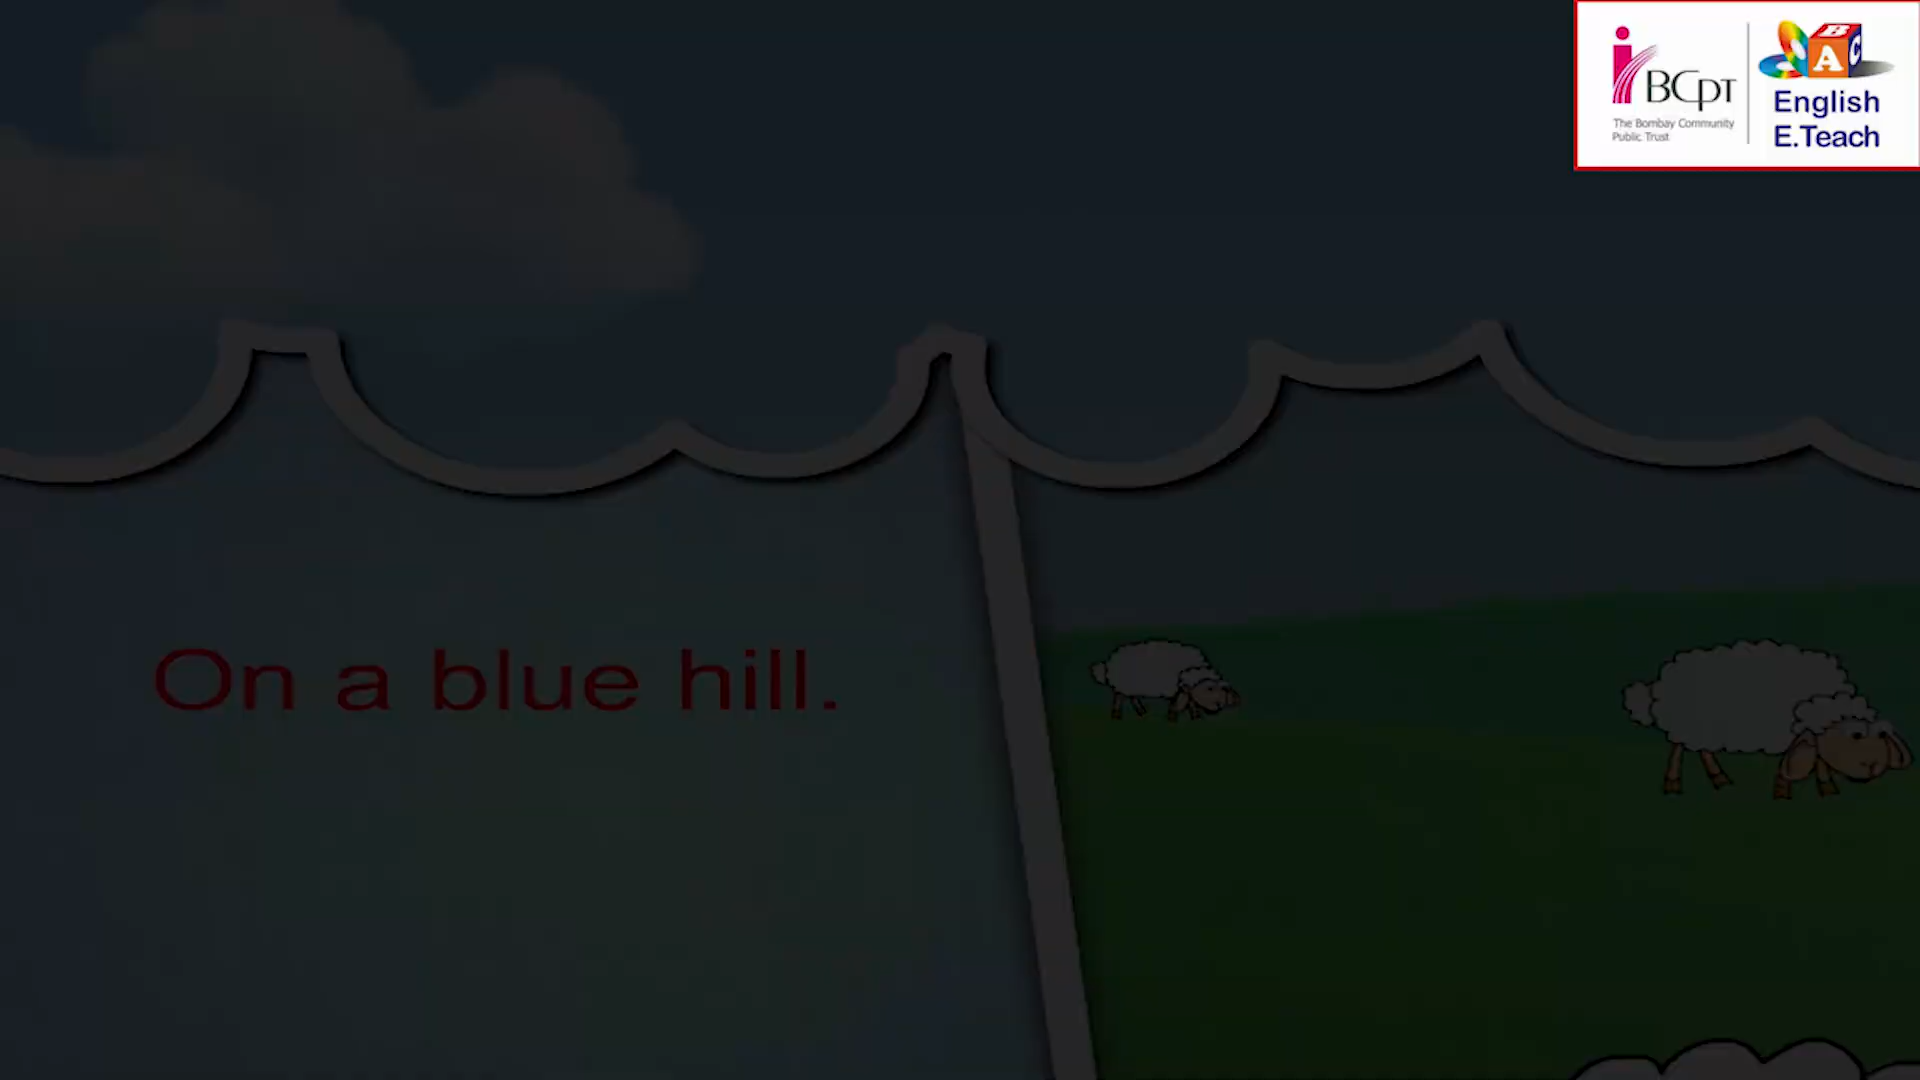 BCPT
The Bombay Community
Public Trust
B
A
C
English
E.Teach
On a blue hill.